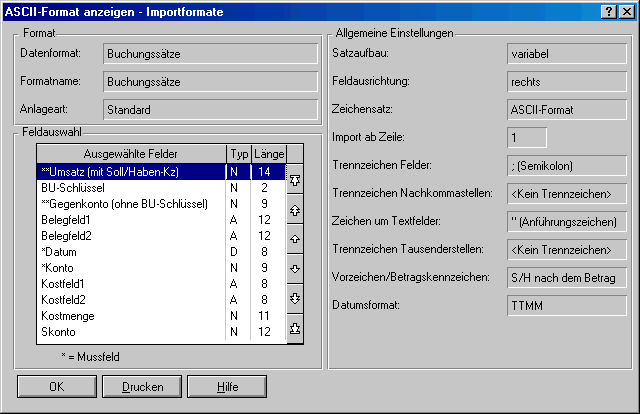 ASCII-Format anzeigen - Importformate
Format
Datenformat: Buchungssätze
Formatname: Buchungssätze
Anlageart: Standard
Feldauswahl
Ausgewählte Felder Typ Länge
**Umsatz (mit Soll/Haben-Kz) N 14
BU-Schlüssel N 2
**Gegenkonto (ohne BU-Schlüssel) N 9
Belegfeld1 A 12
Belegfeld2 A 12
*Datum D 8
*Konto N 9
Kostfeld1 A 8
Kostfeld2 A 8
Kostmenge N 11
Skonto N 12
* = Mussfeld
Allgemeine Einstellungen
Satzaufbau: variabel
Feldausrichtung: rechts
Zeichensatz: ASCII-Format
Import ab Zeile: 1
Trennzeichen Felder: ; (Semikolon)
Trennzeichen Nachkommastellen: <Kein Trennzeichen>
Zeichen um Textfelder: " (Anführungszeichen)
Trennzeichen Tausenderstellen: <Kein Trennzeichen>
Vorzeichen/Betragskennzeichen: S/H nach dem Betrag
Datumsformat: TTMM
OK Drucken Hilfe